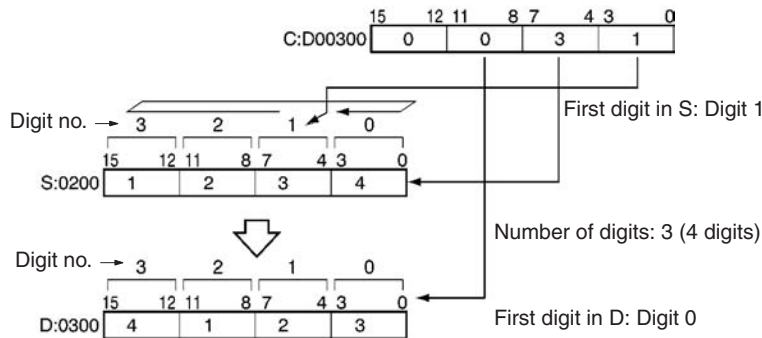 15 12 11 8 7 4 3 0
C:D00300 0 0 3 1
First digit in S: Digit 1
Digit no. 3 2 1 0
15 12 11 8 7 4 3 0
S:0200 1 2 3 4
Number of digits: 3 (4 digits)
Digit no. 3 2 1 0
15 12 11 8 7 4 3 0
D:0300 4 1 2 3
First digit in D: Digit 0